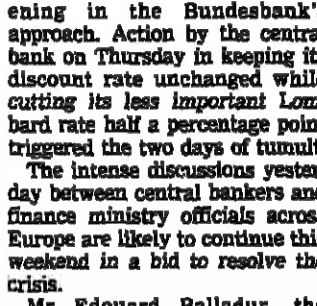 ening in the Bundesbank'
approach. Action by the centra
bank on Thursday in keeping it
discount rate unchanged whil
cutting its less important Lom
bard rate half a percentage poin
triggered the two days of tumult
The intense discussions yester
day between central bankers an
finance ministry officials acros
Europe are likely to continue thi
weekend in a bid to resolve th
crisis.
Mr Edouard Balladur, the